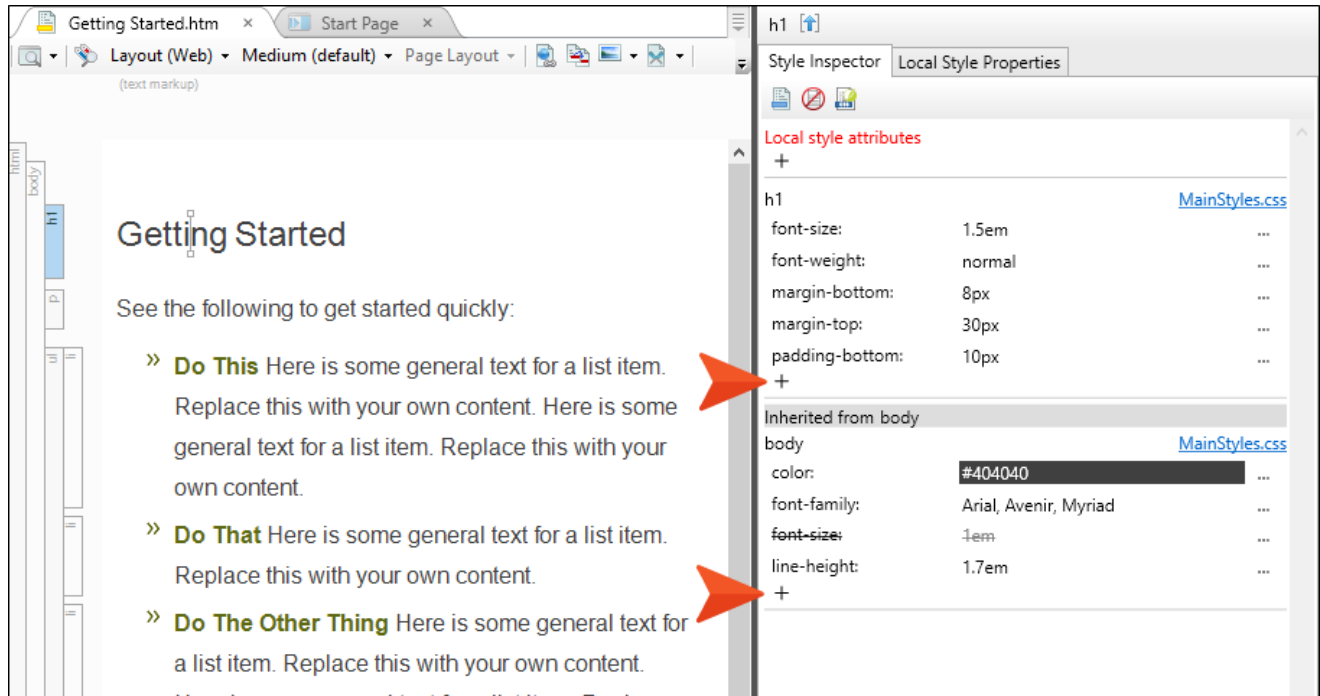 Getting Started.htm × Start Page ×
Layout (Web) Medium (default) Page Layout
(text markup)
html
body
h1
p
ul
li
li
li
Getting Started
See the following to get started quickly:
» Do This Here is some general text for a list item.
Replace this with your own content. Here is some
general text for a list item. Replace this with your
own content.
» Do That Here is some general text for a list item.
Replace this with your own content.
» Do The Other Thing Here is some general text for
a list item. Replace this with your own content.
h1
Style Inspector Local Style Properties
Local style attributes
+
h1 MainStyles.css
font-size: 1.5em ...
font-weight: normal ...
margin-bottom: 8px ...
margin-top: 30px ...
padding-bottom: 10px ...
+
Inherited from body
body MainStyles.css
color: #404040 ...
font-family: Arial, Avenir, Myriad ...
font-size: 1em ...
line-height: 1.7em ...
+